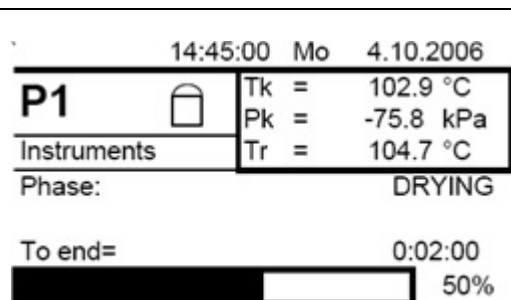 14:45:00 Mo 4.10.2006
P1
Tk = 102.9 °C
Pk = -75.8 kPa
Instruments
Tr = 104.7 °C
Phase: DRYING
To end= 0:02:00
50%